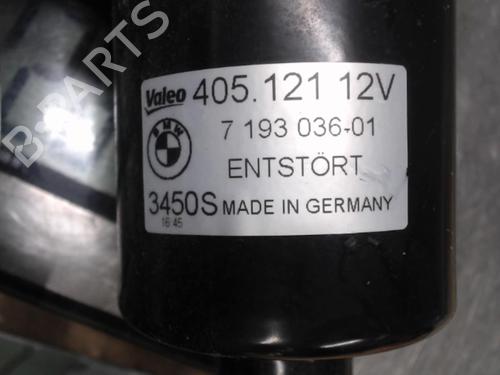 B-PARTS
Valeo 405.121 12V
BMW
7 193 036-01
ENTSTÖRT
3450S MADE IN GERMANY
16:45